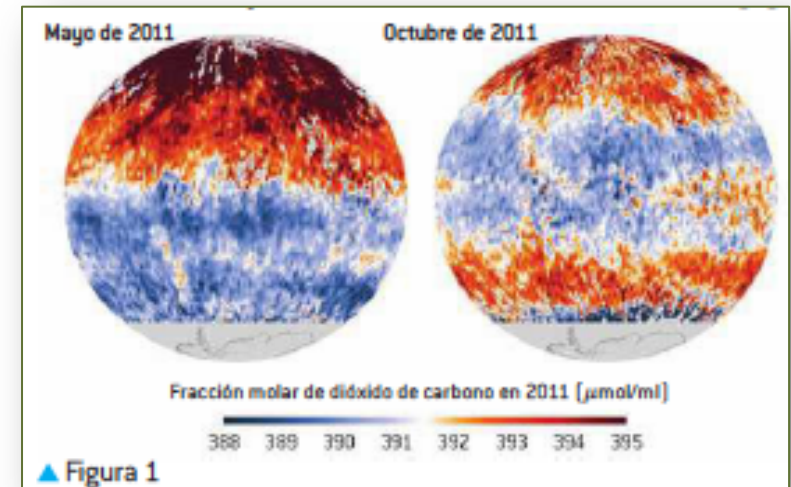 Mayo de 2011
Octubre de 2011
Fracción molar de dióxido de carbono en 2011 [μmol/ml]
388 389 390 391 392 393 394 395
▲ Figura 1